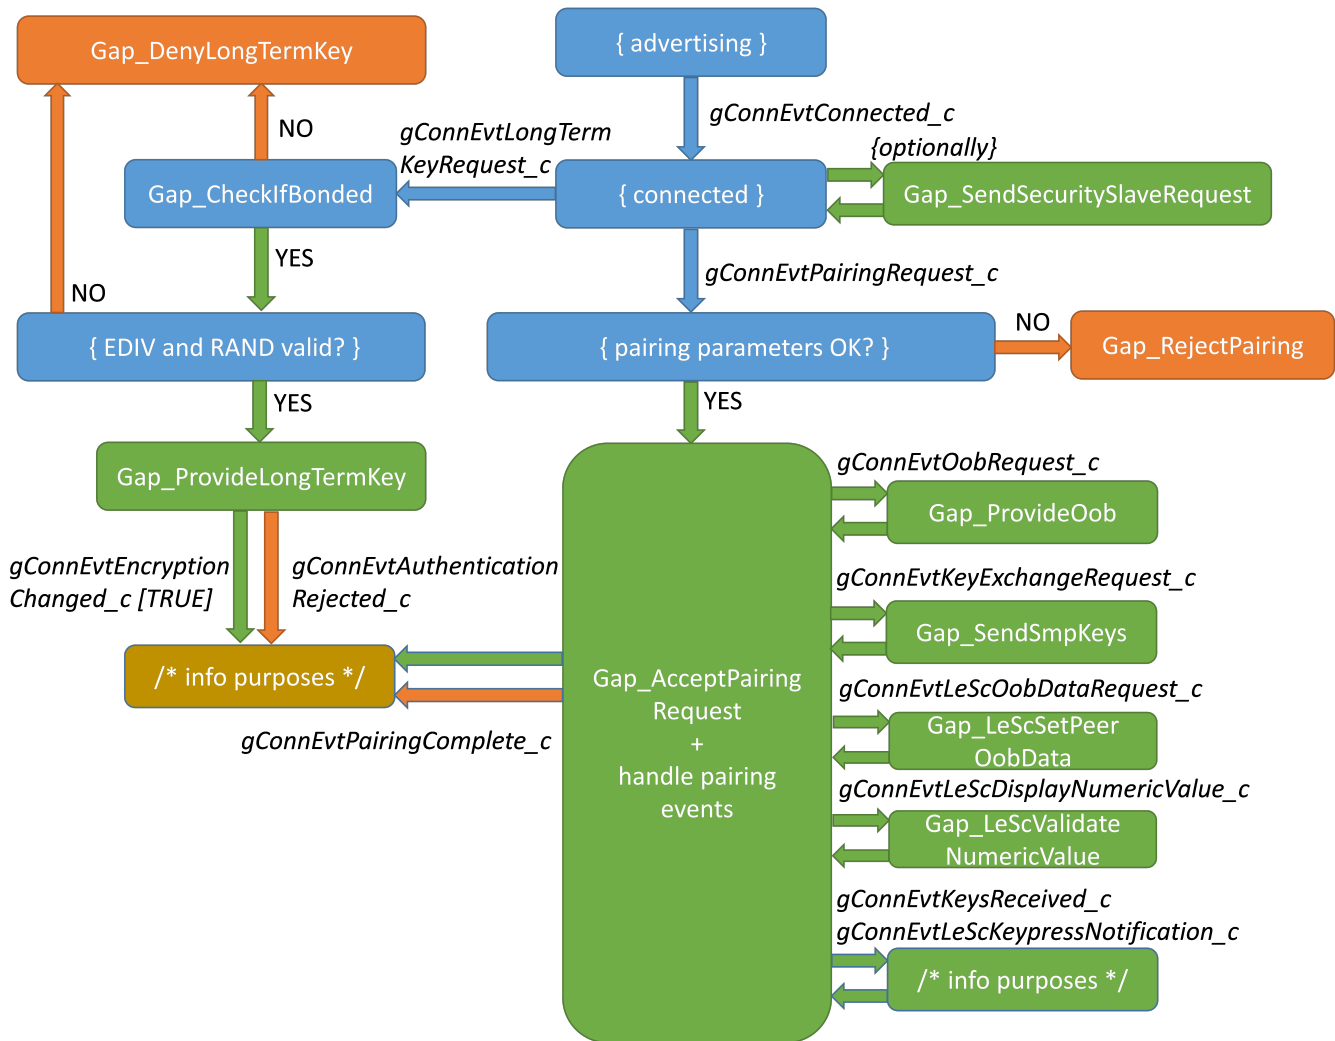 Gap_DenyLongTermKey
{ advertising }
gConnEvtConnected_c
{optionally}
NO
gConnEvtLongTerm
KeyRequest_c
Gap_CheckIfBonded
{ connected }
Gap_SendSecuritySlaveRequest
YES
gConnEvtPairingRequest_c
NO
{ EDIV and RAND valid? }
{ pairing parameters OK? }
NO
Gap_RejectPairing
YES
YES
Gap_ProvideLongTermKey
gConnEvtOobRequest_c
Gap_ProvideOob
gConnEvtEncryption
Changed_c [TRUE]
gConnEvtAuthentication
Rejected_c
gConnEvtKeyExchangeRequest_c
Gap_SendSmpKeys
/* info purposes */
gConnEvtPairingComplete_c
Gap_AcceptPairing
Request
+
handle pairing
events
gConnEvtLeScOobDataRequest_c
Gap_LeScSetPeer
OobData
gConnEvtLeScDisplayNumericValue_c
Gap_LeScValidate
NumericValue
gConnEvtKeysReceived_c
gConnEvtLeScKeypressNotification_c
/* info purposes */